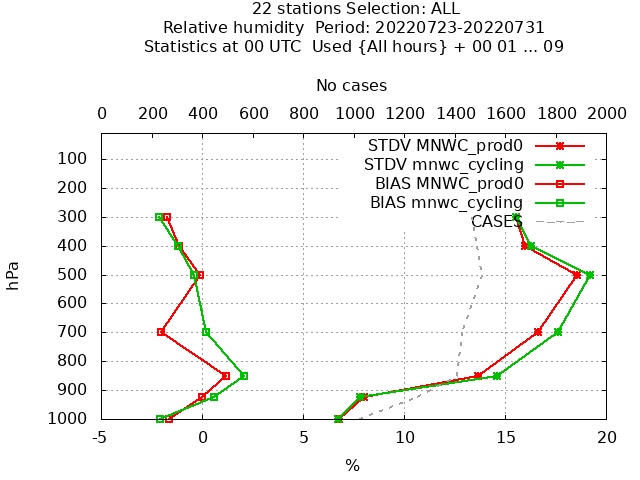 22 stations Selection: ALL
Relative humidity  Period: 20220723-20220731
Statistics at 00 UTC  Used {All hours} + 00 01 ... 09
No cases
0 200 400 600 800 1000 1200 1400 1600 1800 2000
STDV MNWC_prod0
STDV mnwc_cycling
BIAS MNWC_prod0
BIAS mnwc_cycling
CASES
hPa
100
200
300
400
500
600
700
800
900
1000
-5 0 5 10 15 20
%